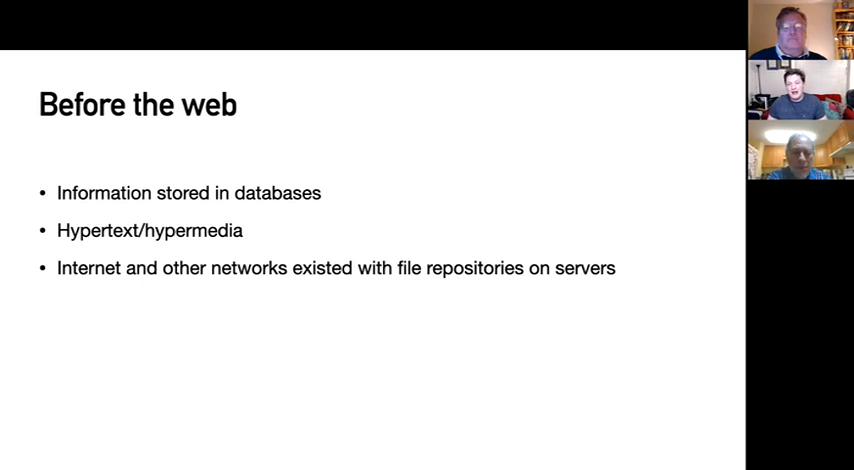 Before the web
• Information stored in databases
• Hypertext/hypermedia
• Internet and other networks existed with file repositories on servers